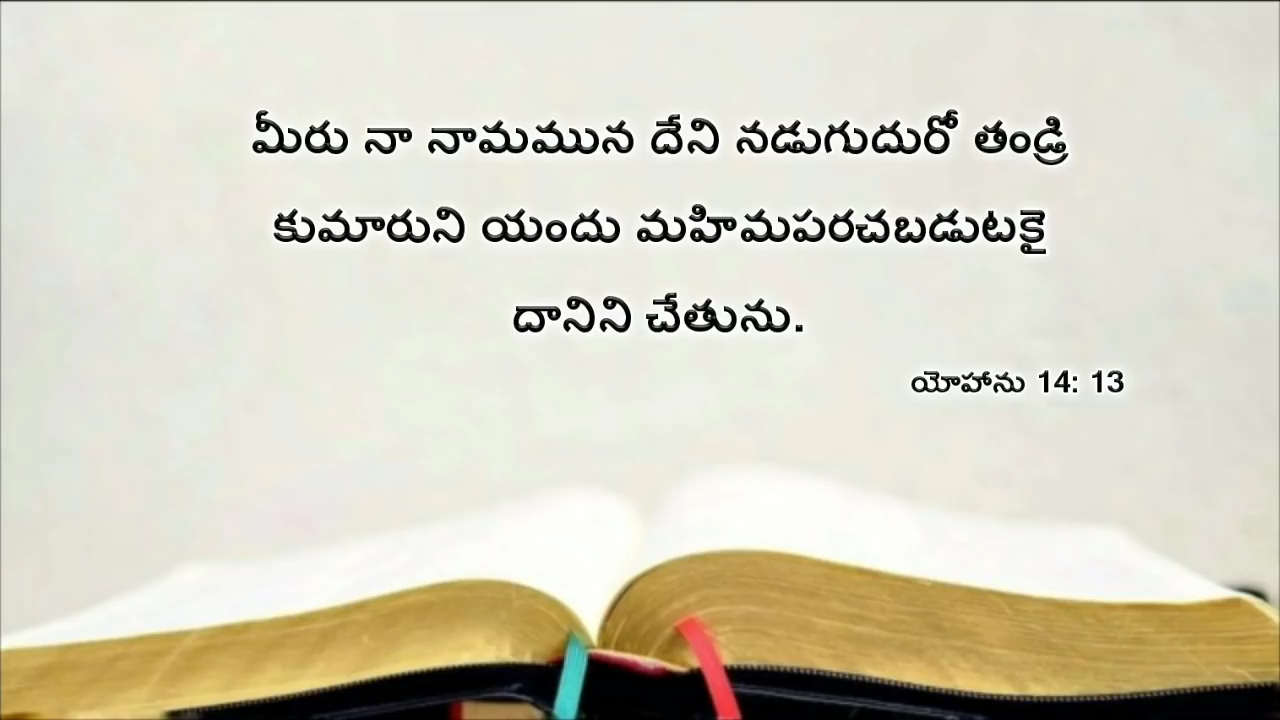 మీరు నా నామమున దేని నడుగుదురో తండ్రి
కుమారుని యందు మహిమపరచబడుటకై
దానిని చేతును.
యోహాను 14: 13